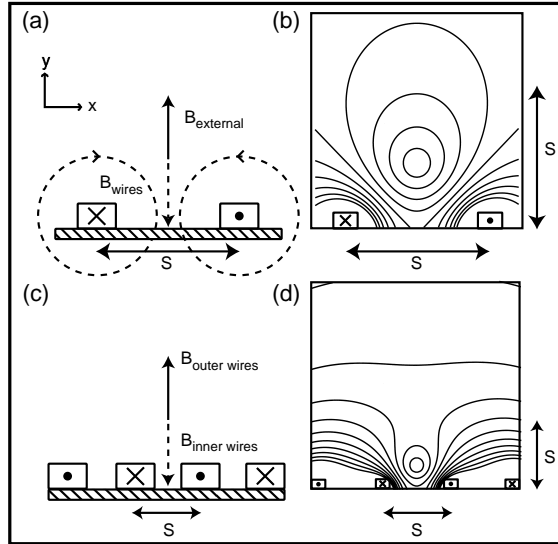 (a)
y
x
B external
B wires
S
(b)
S
S
(c)
B outer wires
B inner wires
S
(d)
S
S